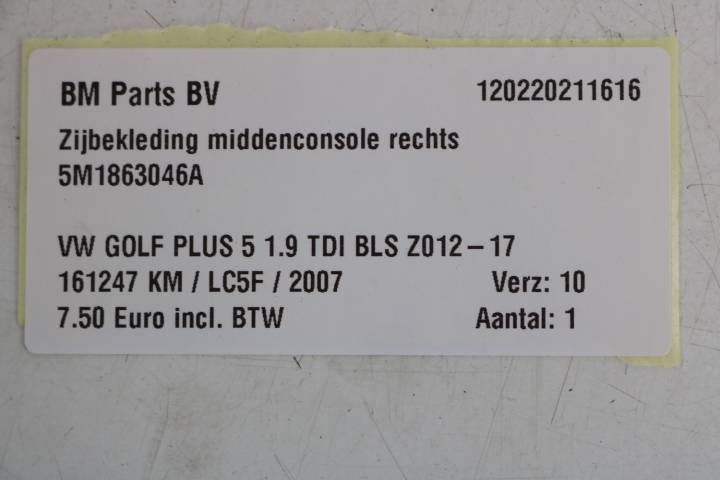 BM Parts BV 120220211616
Zijbekleding middenconsole rechts
5M1863046A
VW GOLF PLUS 5 1.9 TDI BLS Z012-17
161247 KM / LC5F / 2007 Verz: 10
7.50 Euro incl. BTW Aantal: 1